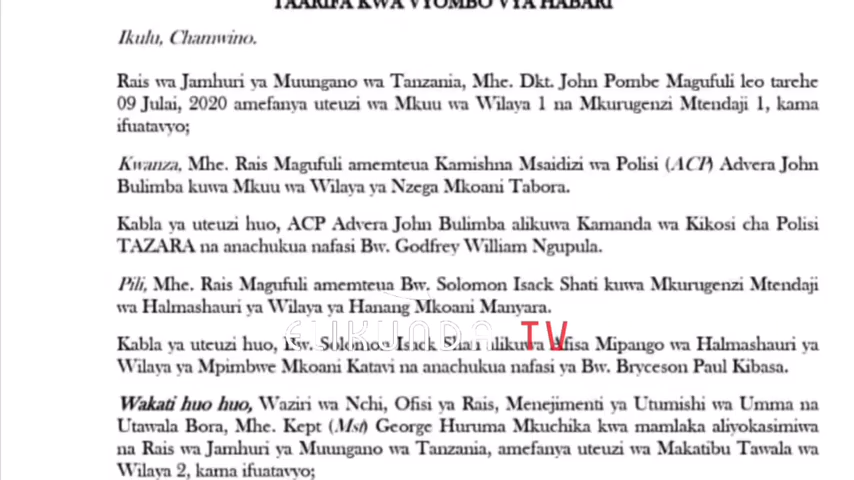 TAARIFA KWA VYOMBO VYA HABARI
Ikulu, Chamwino.
Rais wa Jamhuri ya Muungano wa Tanzania, Mhe. Dkt. John Pombe Magufuli leo tarehe
09 Julai, 2020 amefanya uteuzi wa Mkuu wa Wilaya 1 na Mkurugenzi Mtendaji 1, kama
ifuatavyo;
Kwanza, Mhe. Rais Magufuli amemteua Kamishna Msaidizi wa Polisi (ACP) Advera John
Bulimba kuwa Mkuu wa Wilaya ya Nzega Mkoani Tabora.
Kabla ya uteuzi huo, ACP Advera John Bulimba alikuwa Kamanda wa Kikosi cha Polisi
TAZARA na anachukua nafasi Bw. Godfrey William Ngupula.
Pili, Mhe. Rais Magufuli amemteua Bw. Solomon Isack Shati kuwa Mkurugenzi Mtendaji
wa Halmashauri ya Wilaya ya Hanang Mkoani Manyara.
Kabla ya uteuzi huo, Bw. Solomon Isack Shati alikuwa Afisa Mipango wa Halmashauri ya
Wilaya ya Mpimbwe Mkoani Katavi na anachukua nafasi ya Bw. Bryceson Paul Kibasa.
Wakati huo huo, Waziri wa Nchi, Ofisi ya Rais, Menejimenti ya Utumishi wa Umma na
Utawala Bora, Mhe. Kept (Mst) George Huruma Mkuchika kwa mamlaka aliyokasimiwa
na Rais wa Jamhuri ya Muungano wa Tanzania, amefanya uteuzi wa Makatibu Tawala wa
Wilaya 2, kama ifuatavyo;
TV